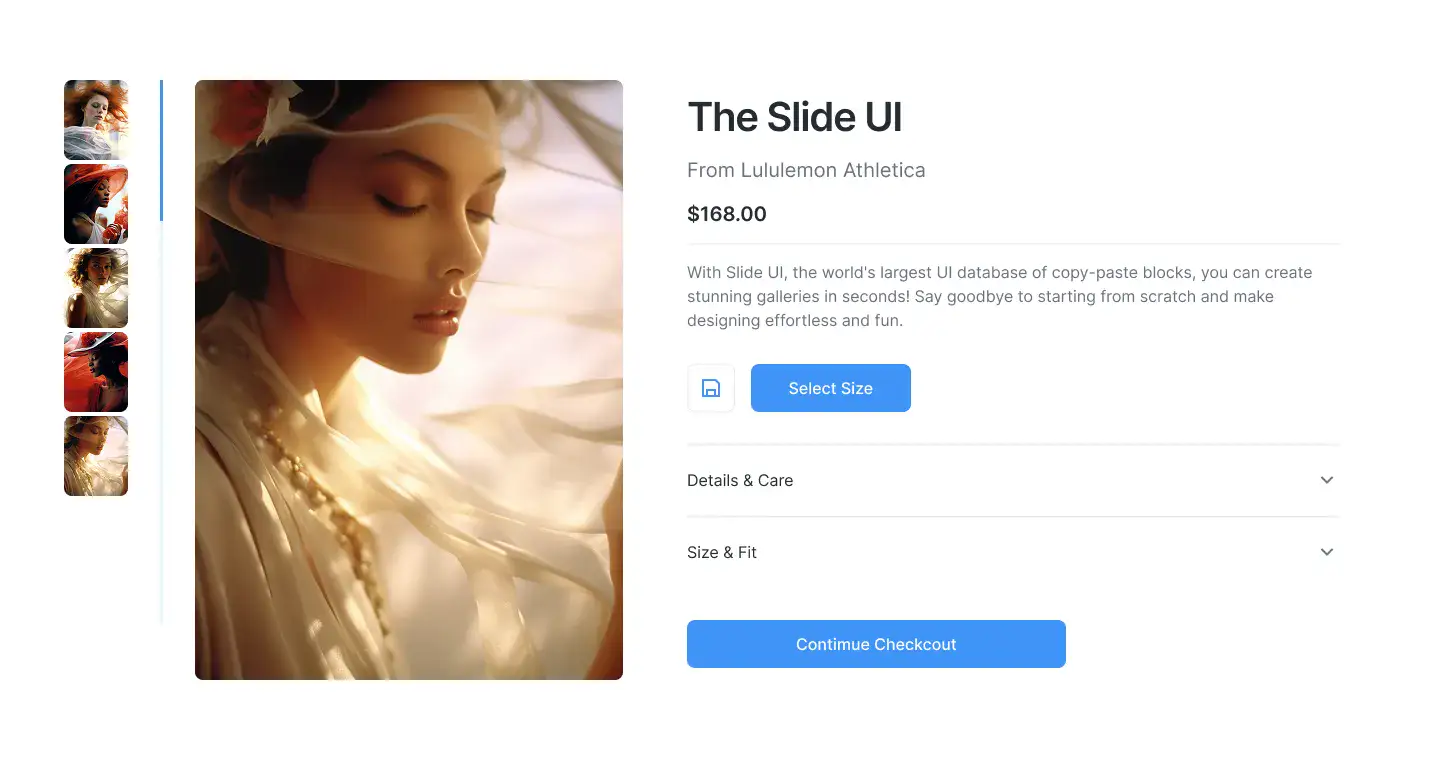 The Slide UI
From Lululemon Athletica
$168.00
With Slide UI, the world's largest UI database of copy-paste blocks, you can create
stunning galleries in seconds! Say goodbye to starting from scratch and make
designing effortless and fun.
Select Size
Details & Care
Size & Fit
Contimue Checkcout